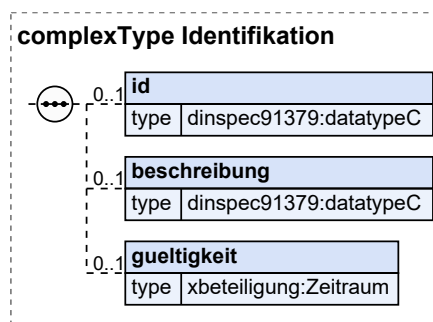 complexType Identifikation
0..1
id
type dinspec91379:datatypeC
0..1
beschreibung
type dinspec91379:datatypeC
0..1
gueltigkeit
type xbeteiligung:Zeitraum